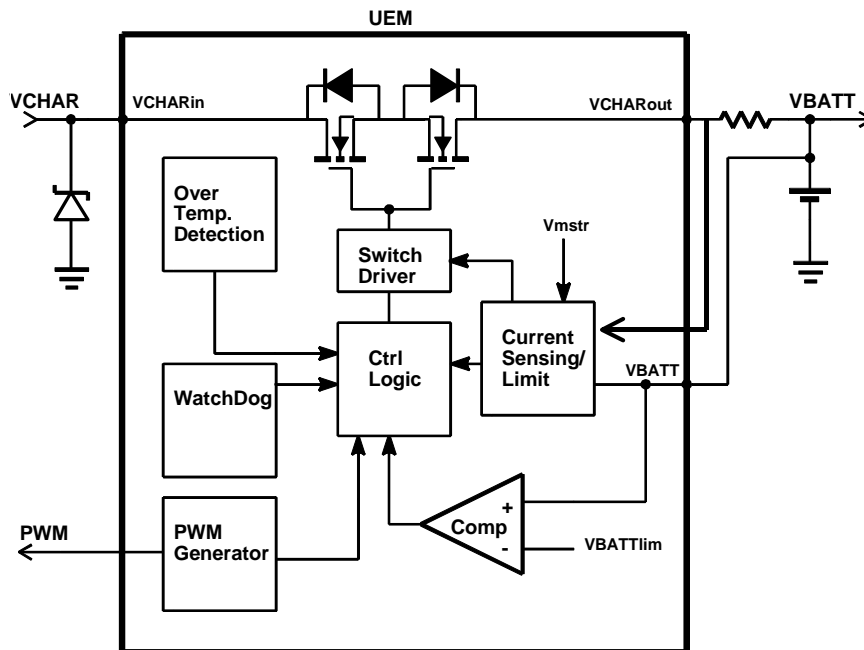 UEM
VCHAR
VCHARin
VCHARout
VBATT
Over
Temp.
Detection
Switch
Driver
Vmstr
Current
Sensing/
Limit
Ctrl
Logic
VBATT
WatchDog
PWM
PWM
Generator
Comp
+
-
VBATTlim